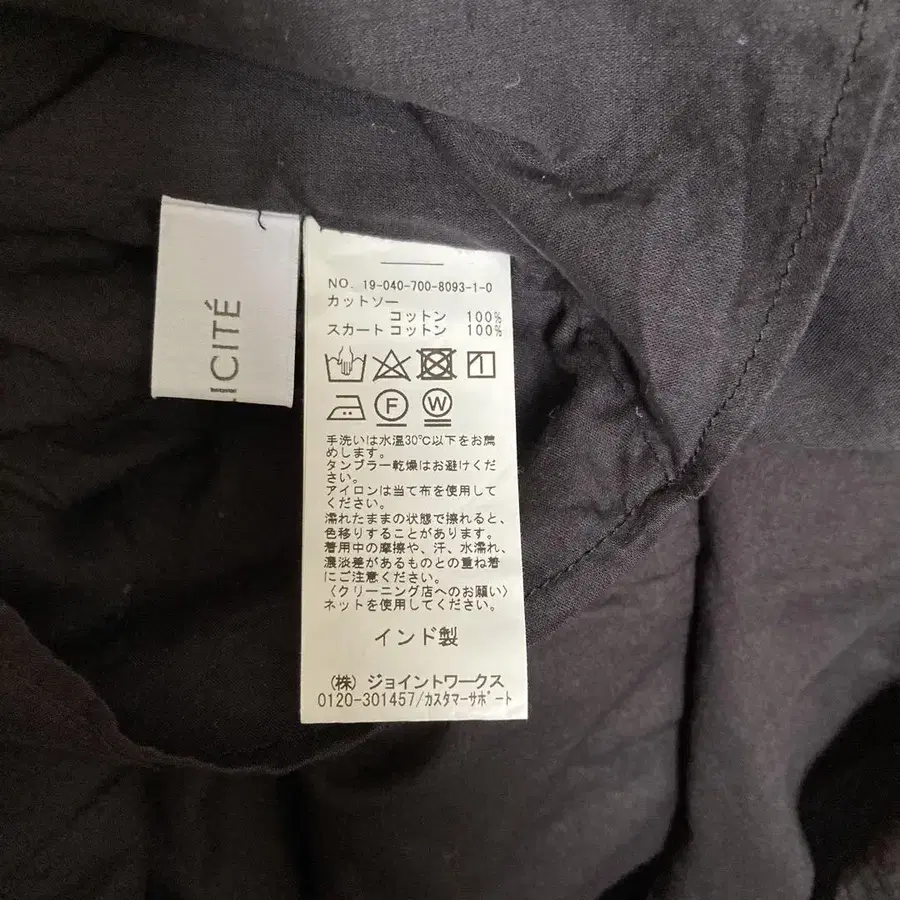 CITÉ
NO. 19-040-700-8093-1-0
カットソー
コットン 100%
スカート コットン 100%
F
W
手洗いは水温30℃以下をお薦
めします。
タンブラー乾燥はお避けくだ
さい。
アイロンは当て布を使用して
ください。
濡れたままの状態で擦れると、
色移りすることがあります。
着用中の摩擦や、汗、水濡れ、
濃淡差があるものとの重ね着
にご注意ください。
〈クリーニング店へのお願い〉
ネットを使用してください。
インド製
(株) ジョイントワークス
0120-301457/カスタマーサポート